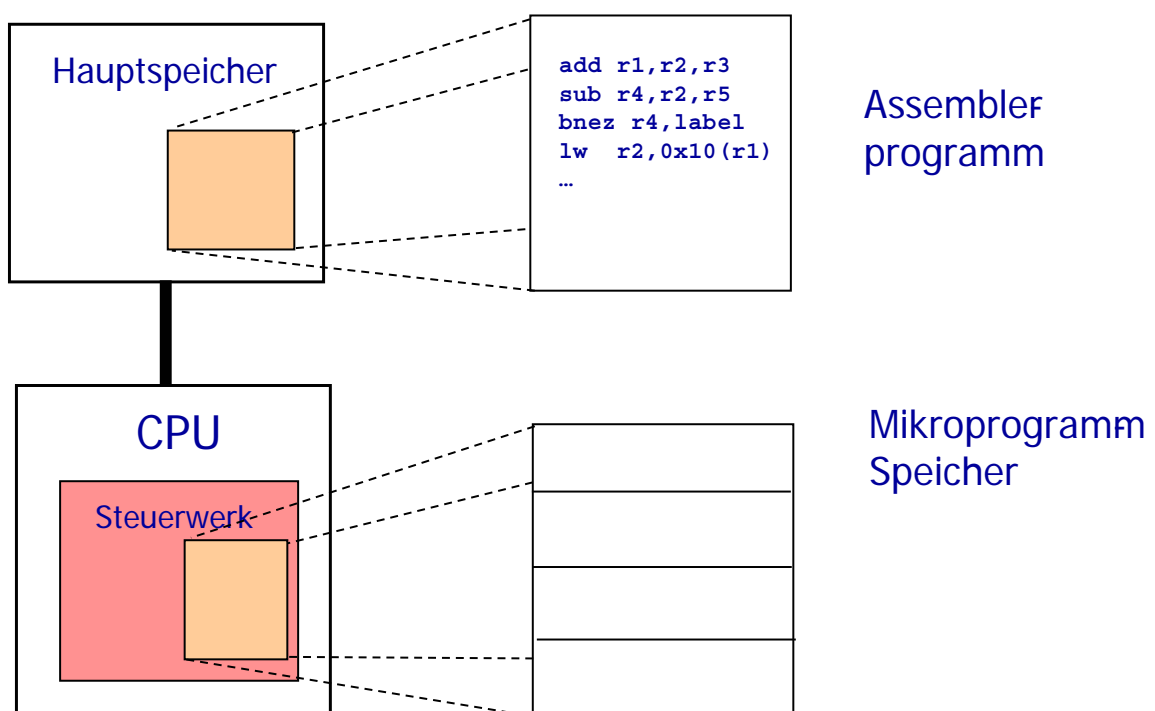 Hauptspeicher
add r1,r2,r3
sub r4,r2,r5
bnez r4,label
lw  r2,0x10(r1)
…
Assembler-
programm
CPU
Steuerwerk
Mikroprogramm-
Speicher